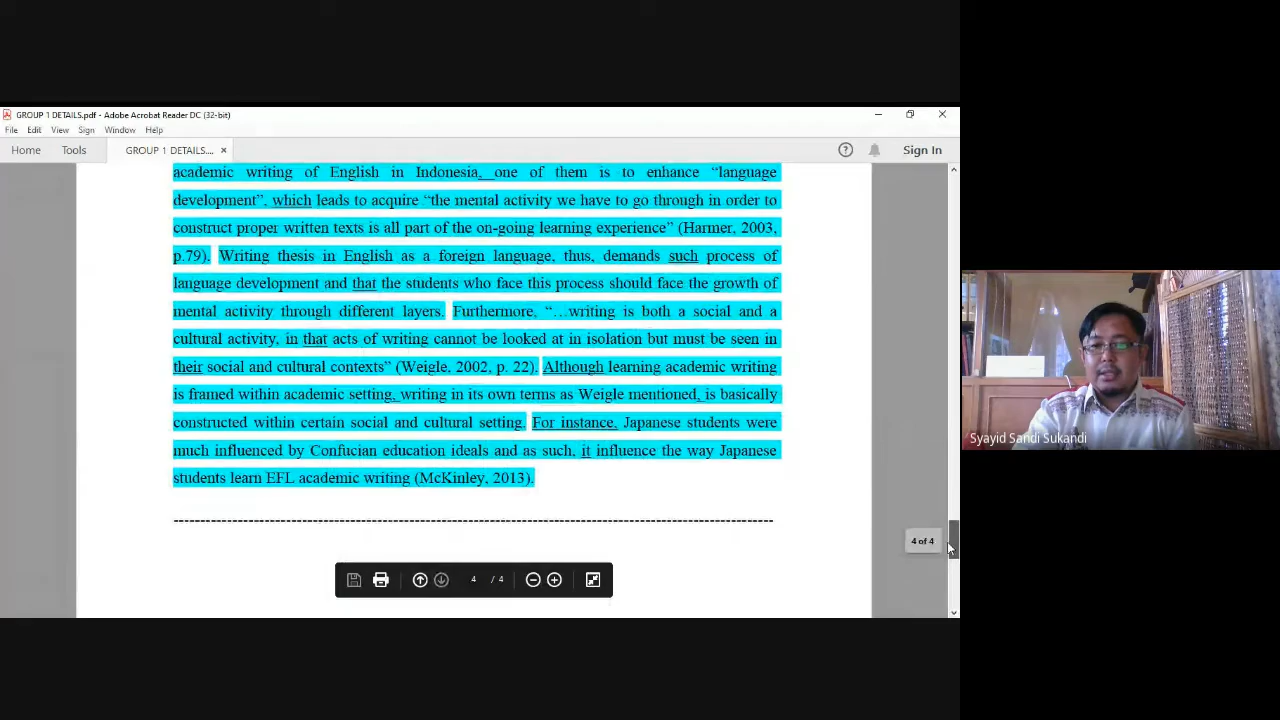 GROUP 1 DETAILS.pdf - Adobe Acrobat Reader DC (32-bit)
File Edit View Sign Window Help
Home Tools GROUP 1 DETAILS.... × Sign In
academic writing of English in Indonesia, one of them is to enhance “language
development”, which leads to acquire “the mental activity we have to go through in order to
construct proper written texts is all part of the on-going learning experience” (Harmer, 2003,
p.79). Writing thesis in English as a foreign language, thus, demands such process of
language development and that the students who face this process should face the growth of
mental activity through different layers. Furthermore, “…writing is both a social and a
cultural activity, in that acts of writing cannot be looked at in isolation but must be seen in
their social and cultural contexts” (Weigle, 2002, p. 22). Although learning academic writing
is framed within academic setting, writing in its own terms as Weigle mentioned, is basically
constructed within certain social and cultural setting. For instance, Japanese students were
much influenced by Confucian education ideals and as such, it influence the way Japanese
students learn EFL academic writing (McKinley, 2013).
4 of 4
4 / 4
Syayid Sandi Sukandi